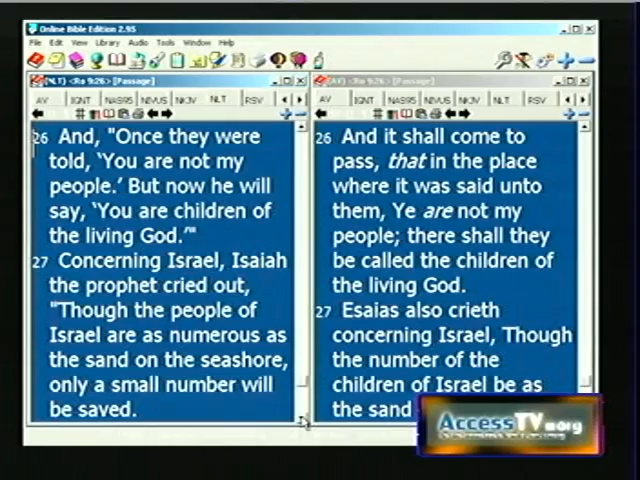 Online Bible Edition 2.95
File Edit View Library Audio Tools Window Help
(NLT) <Ro 9:26> [Passage]
AV IGNT NAS95 NIVUS NKJV NLT RSV
26 And, "Once they were
told, 'You are not my
people.' But now he will
say, 'You are children of
the living God.'"
27 Concerning Israel, Isaiah
the prophet cried out,
"Though the people of
Israel are as numerous as
the sand on the seashore,
only a small number will
be saved.
(AV) <Ro 9:26> [Passage]
AV IGNT NAS95 NIVUS NKJV NLT RSV
26 And it shall come to
pass, that in the place
where it was said unto
them, Ye are not my
people; there shall they
be called the children of
the living God.
27 Esaias also crieth
concerning Israel, Though
the number of the
children of Israel be as
the sand
AccessTV.org